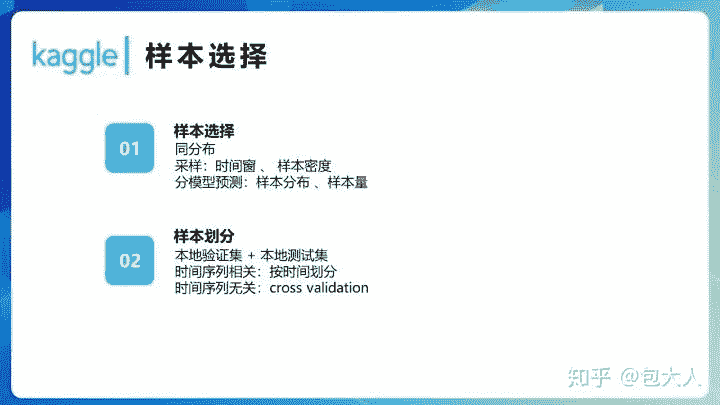 kaggle| 样本选择
01
样本选择
同分布
采样：时间窗 、 样本密度
分模型预测：样本分布 、样本量
02
样本划分
本地验证集 + 本地测试集
时间序列相关：按时间划分
时间序列无关：cross validation
知乎 @包大人